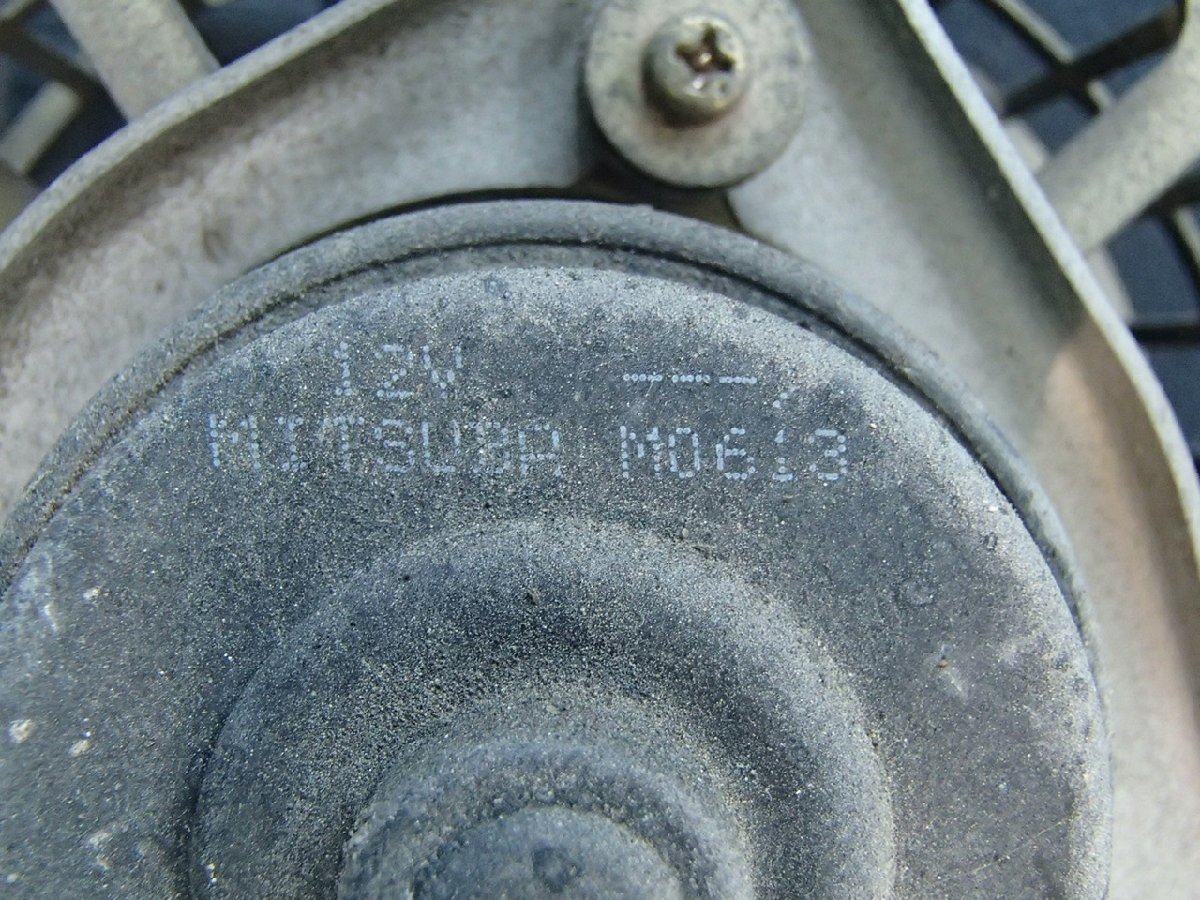 12V ---
MITSUBA M0613